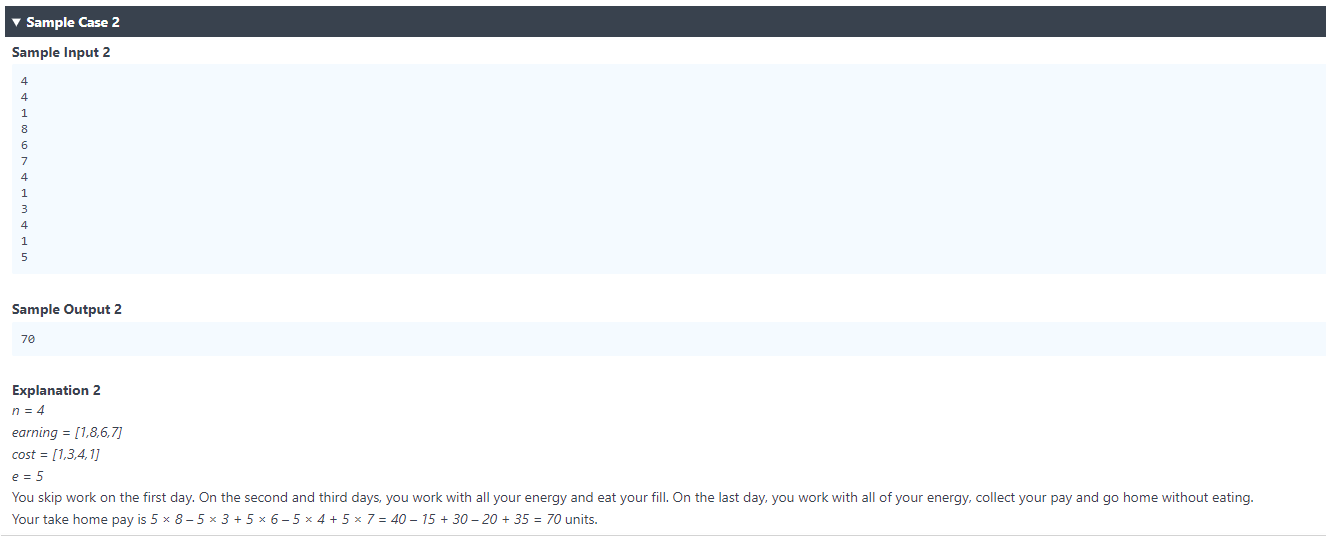 ▼ Sample Case 2
Sample Input 2
4
4
1
8
6
7
4
1
3
4
1
5
Sample Output 2
70
Explanation 2
n = 4
earning = [1,8,6,7]
cost = [1,3,4,1]
e = 5
You skip work on the first day. On the second and third days, you work with all your energy and eat your fill. On the last day, you work with all of your energy, collect your pay and go home without eating.
Your take home pay is 5 × 8 – 5 × 3 + 5 × 6 – 5 × 4 + 5 × 7 = 40 – 15 + 30 – 20 + 35 = 70 units.